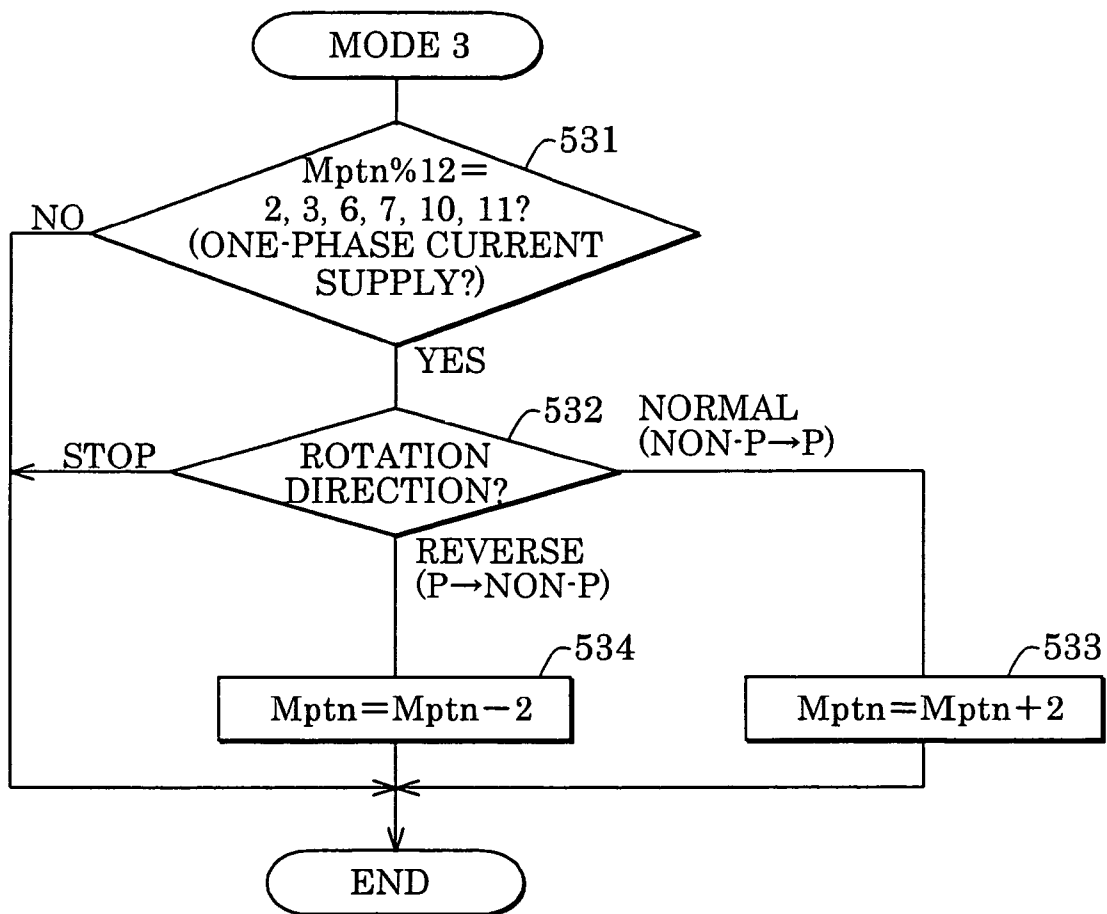 MODE 3
531
Mptn%12=
2, 3, 6, 7, 10, 11?
(ONE-PHASE CURRENT
SUPPLY?)
NO
YES
532
NORMAL
(NON-P→P)
STOP
ROTATION
DIRECTION?
REVERSE
(P→NON-P)
534
533
Mptn=Mptn−2
Mptn=Mptn+2
END